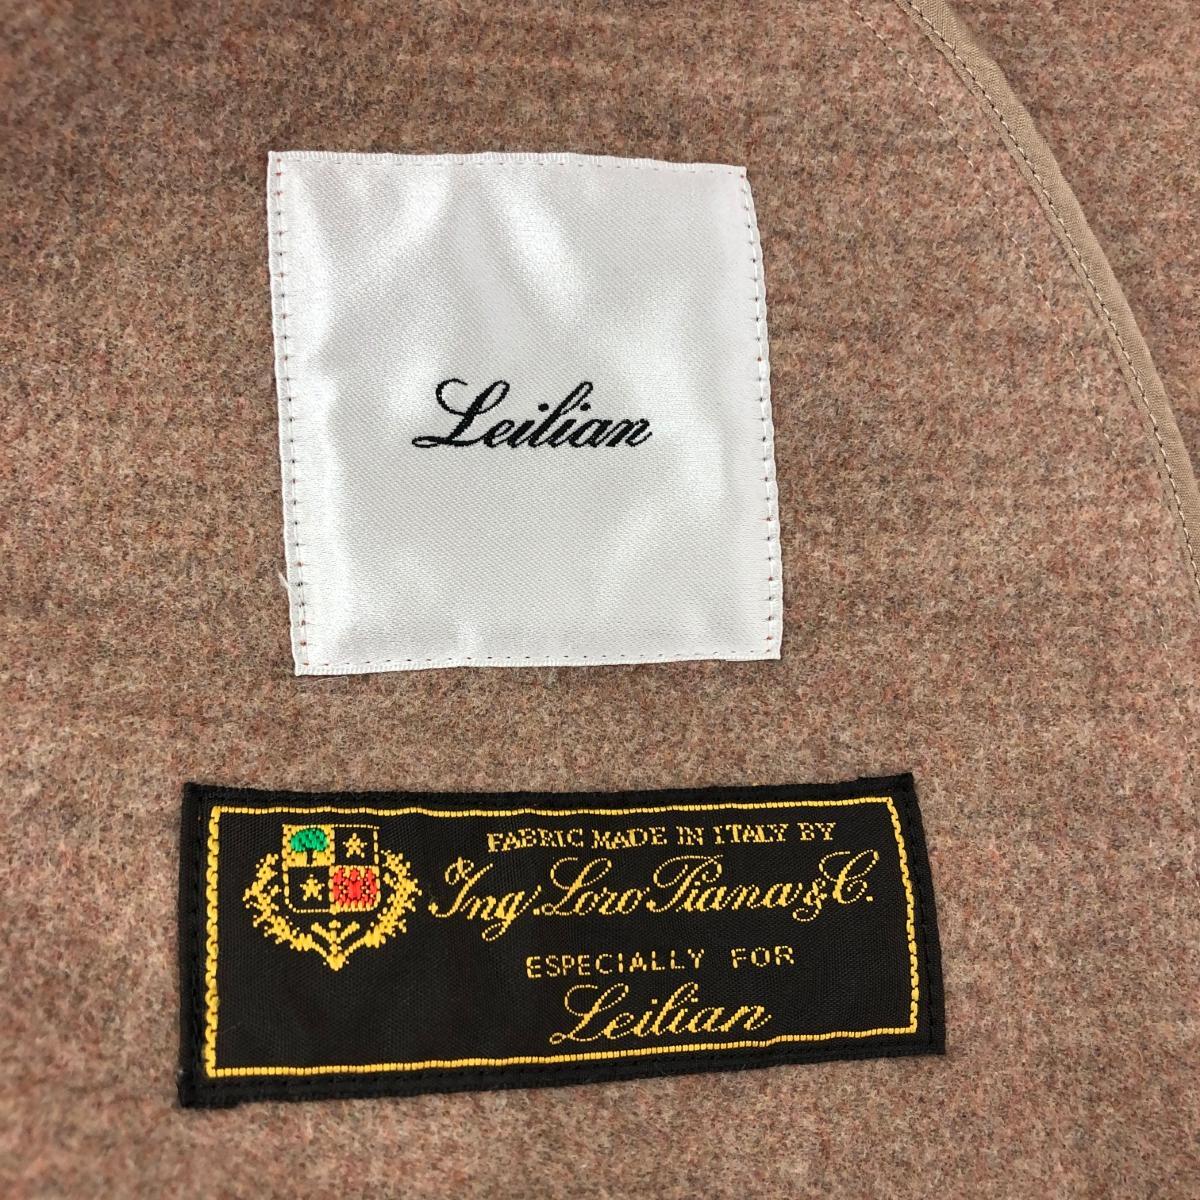 Leilian
FABRIC MADE IN ITALY BY
Ing. Loro Piana & C.
ESPECIALLY FOR
Leilian